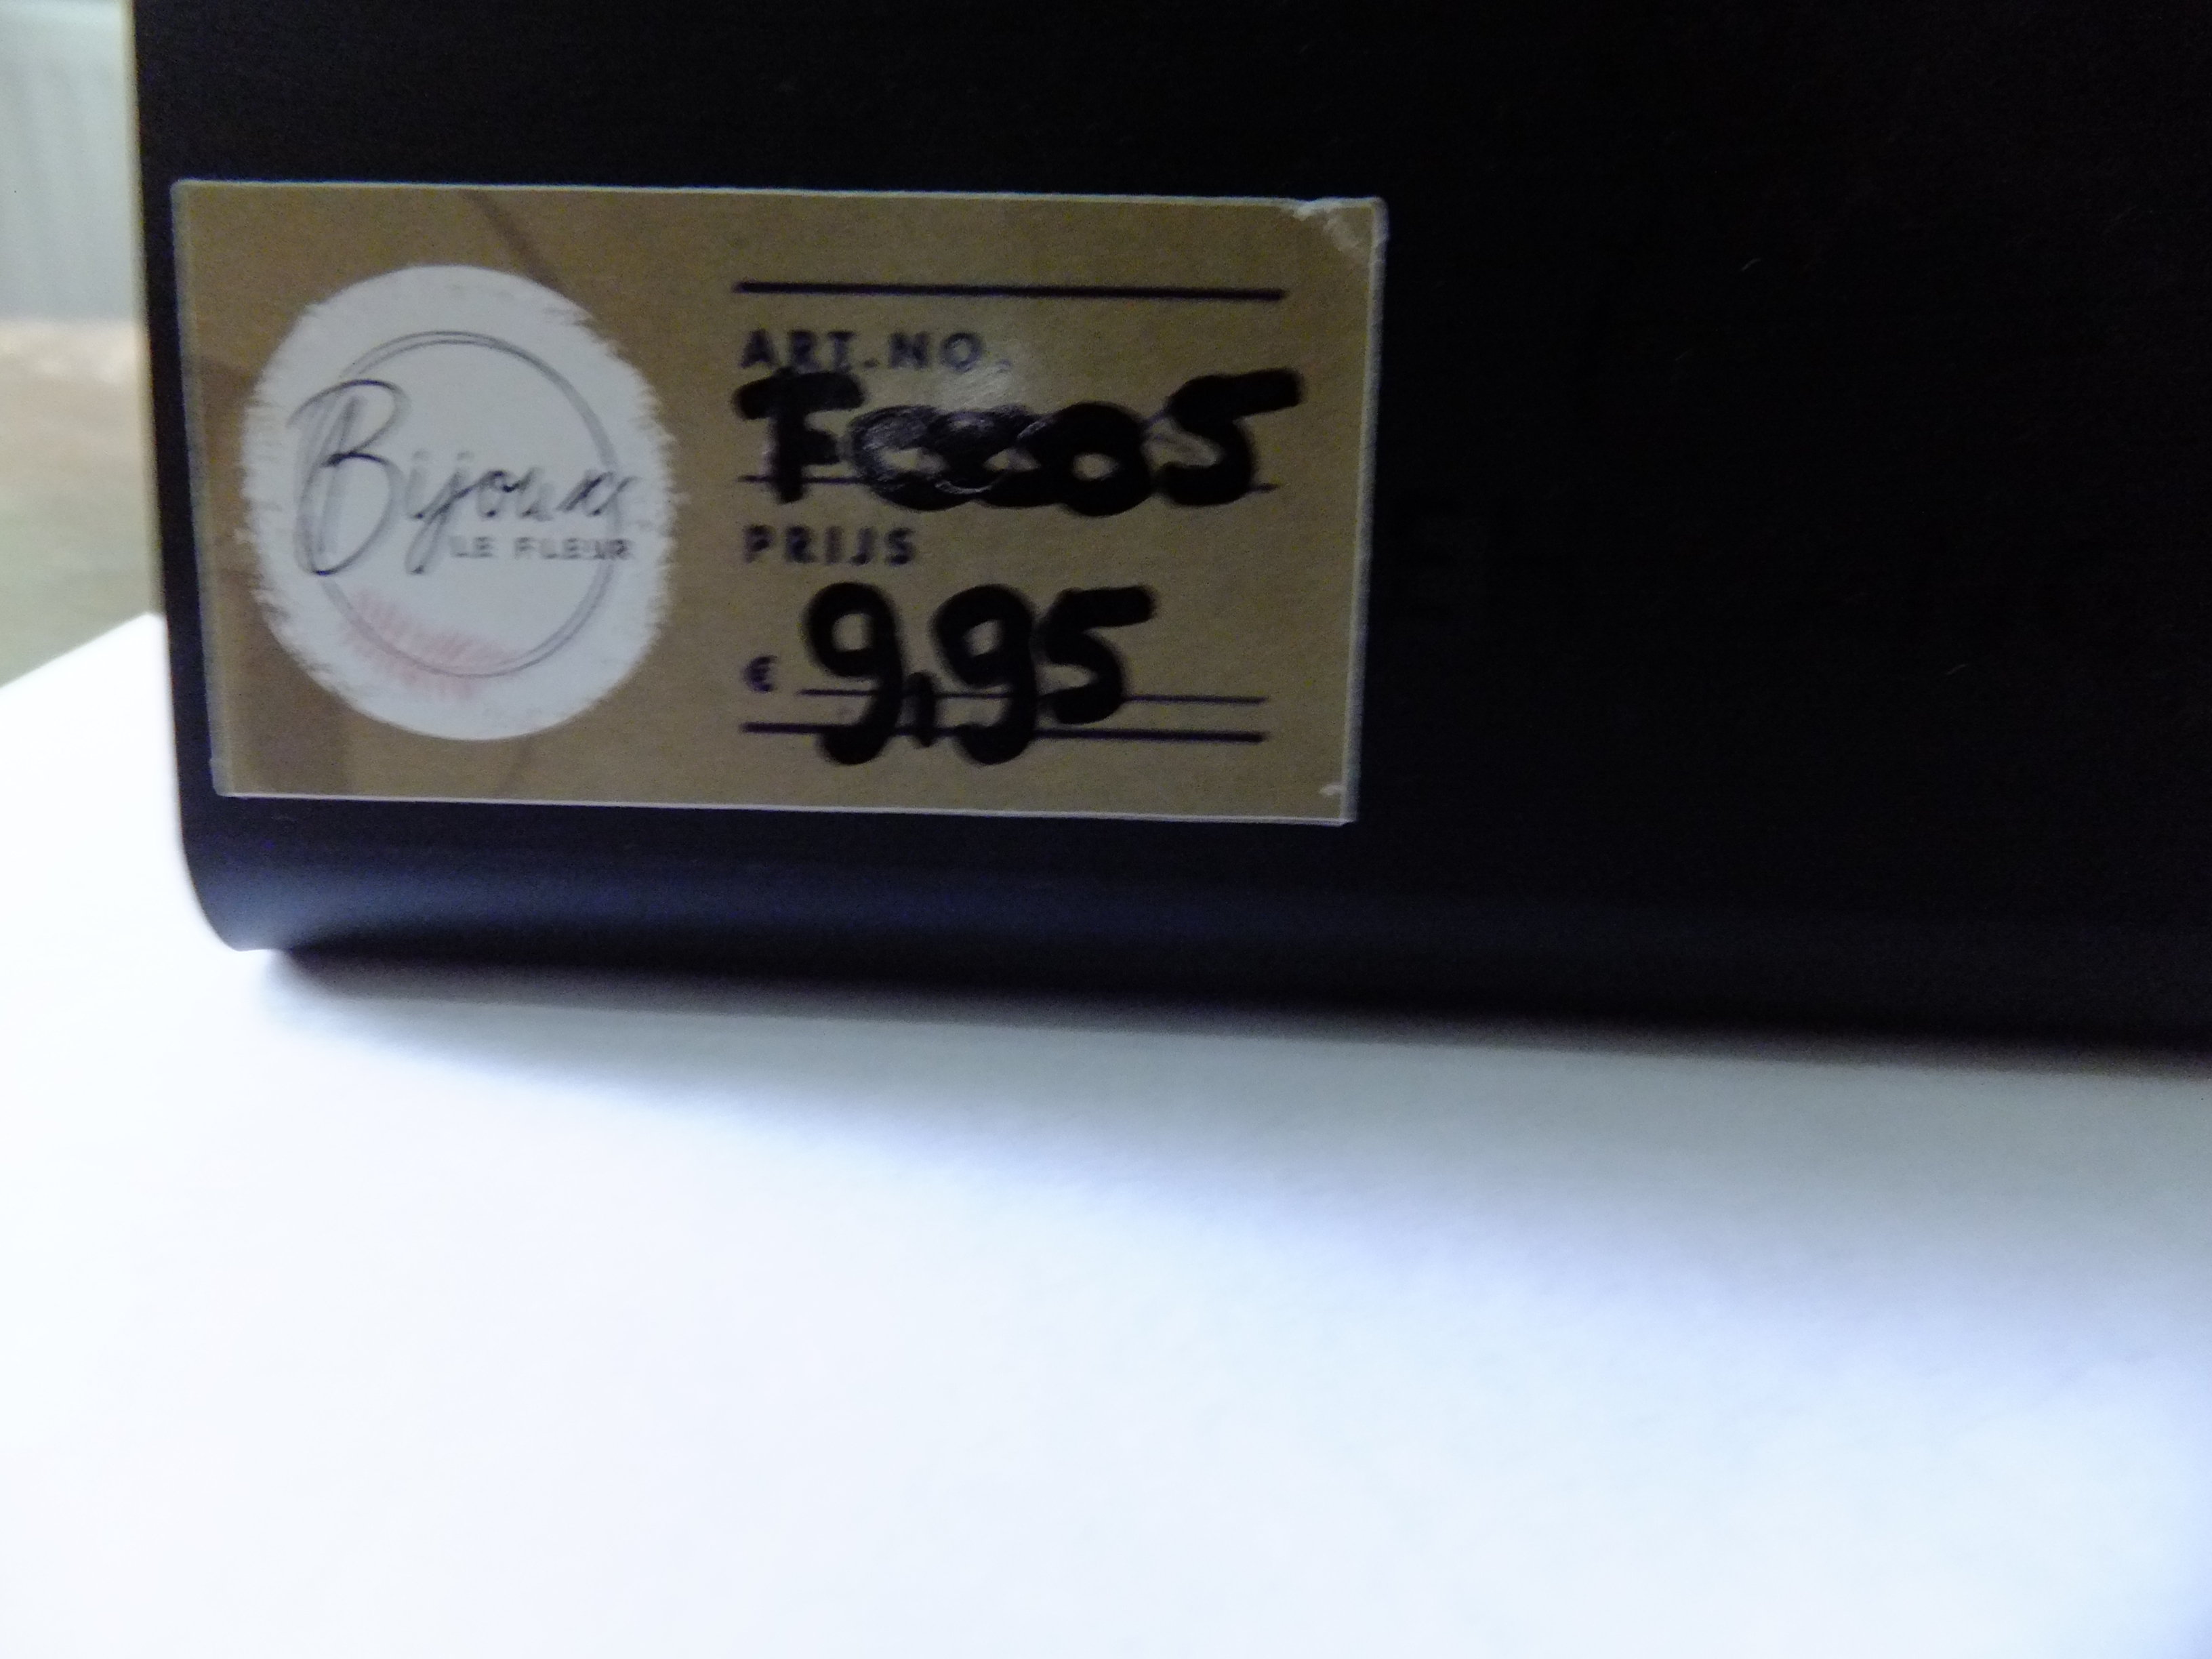 Bijoux
LE FLEUR
ART.NO.
PRIJS
€ 9,95